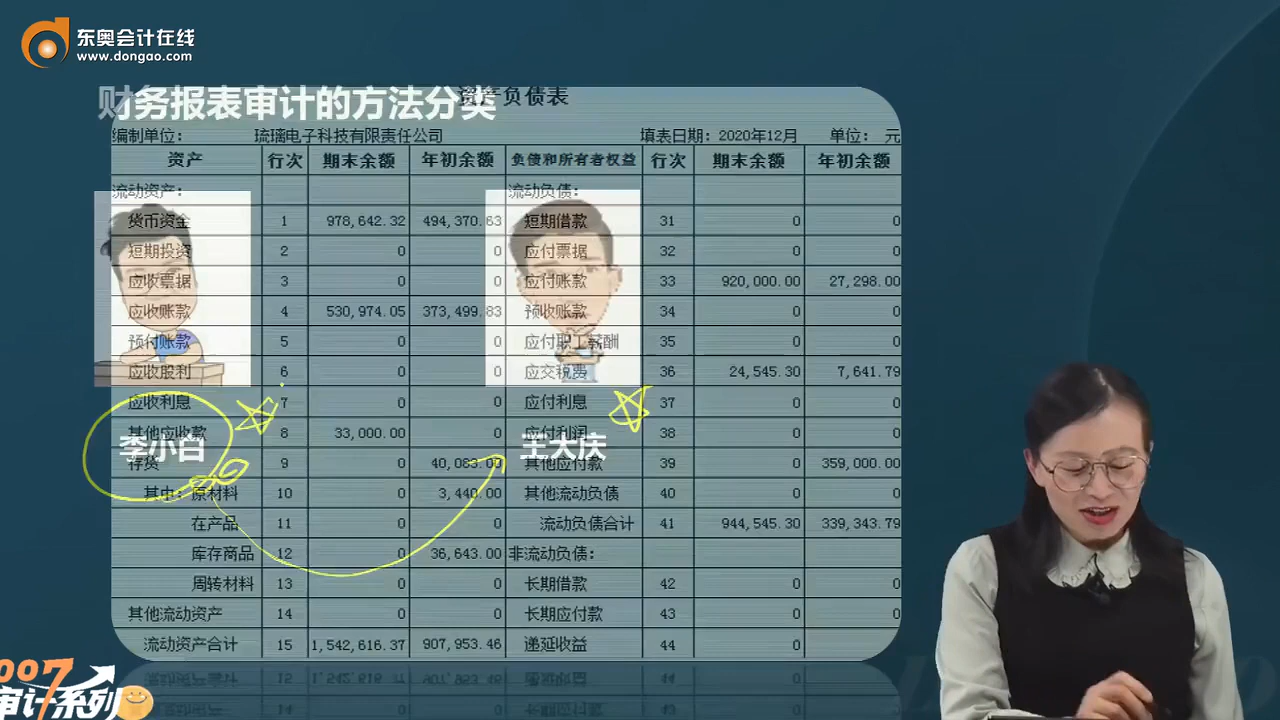 东奥会计在线
www.dongao.com
财务报表审计的方法分类
资产负债表
编制单位: 琉璃电子科技有限责任公司 填表日期: 2020年12月 单位: 元
资产 行次 期末余额 年初余额 负债和所有者权益 行次 期末余额 年初余额
流动资产: 流动负债:
货币资金 1 978,642.32 494,370.63 短期借款 31 0 0
短期投资 2 0 0 应付票据 32 0 0
应收票据 3 0 0 应付账款 33 920,000.00 27,298.00
应收账款 4 530,974.05 373,499.83 预收账款 34 0 0
预付账款 5 0 0 应付职工薪酬 35 0 0
应收股利 6 0 0 应交税费 36 24,545.30 7,641.79
应收利息 7 0 0 应付利息 37 0 0
其他应收款 8 33,000.00 0 应付利润 38 0 0
李小白 王大庆
存货 9 0 40,083.00 其他应付款 39 0 359,000.00
其中: 原材料 10 0 3,440.00 其他流动负债 40 0 0
在产品 11 0 0 流动负债合计 41 944,545.30 339,343.79
库存商品 12 0 36,643.00 非流动负债:
周转材料 13 0 0 长期借款 42 0 0
其他流动资产 14 0 0 长期应付款 43 0 0
流动资产合计 15 1,542,616.37 907,953.46 递延收益 44 0
007
审计系列